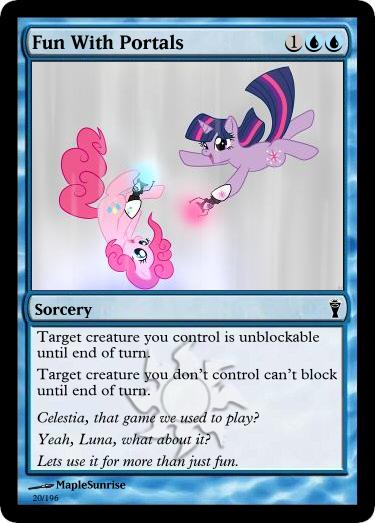 Fun With Portals 1
Sorcery
Target creature you control is unblockable
until end of turn.
Target creature you don't control can't block
until end of turn.
Celestia, that game we used to play?
Yeah, Luna, what about it?
Lets use it for more than just fun.
MapleSunrise
20/196